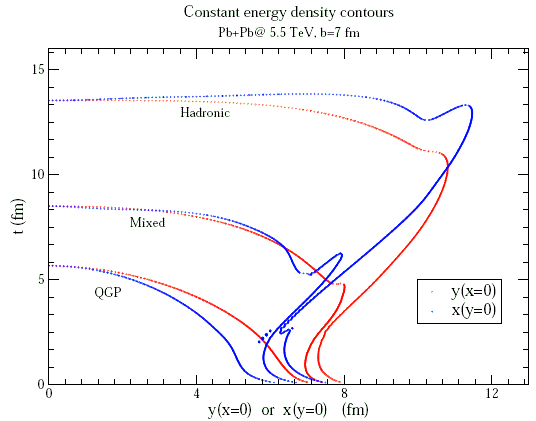 Constant energy density contours
Pb+Pb@ 5.5 TeV, b=7 fm
15
Hadronic
10
t (fm)
Mixed
5
QGP
y(x=0)
x(y=0)
0
0 4 8 12
y(x=0) or x(y=0) (fm)